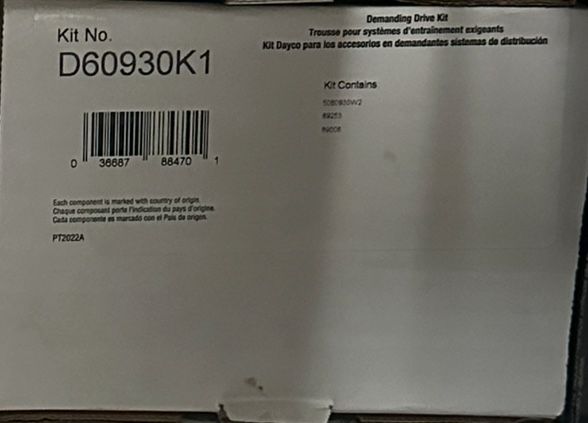 Kit No.
D60930K1
Demanding Drive Kit
Trousse pour systèmes d'entraînement exigeants
Kit Dayco para los accesorios en demandantes sistemas de distribución
Kit Contains
89253
0 36687 88470 1
Each component is marked with country of origin.
Chaque composant porte l'indication du pays d'origine.
Cada componente es marcado con el País de origen.
PT2022A